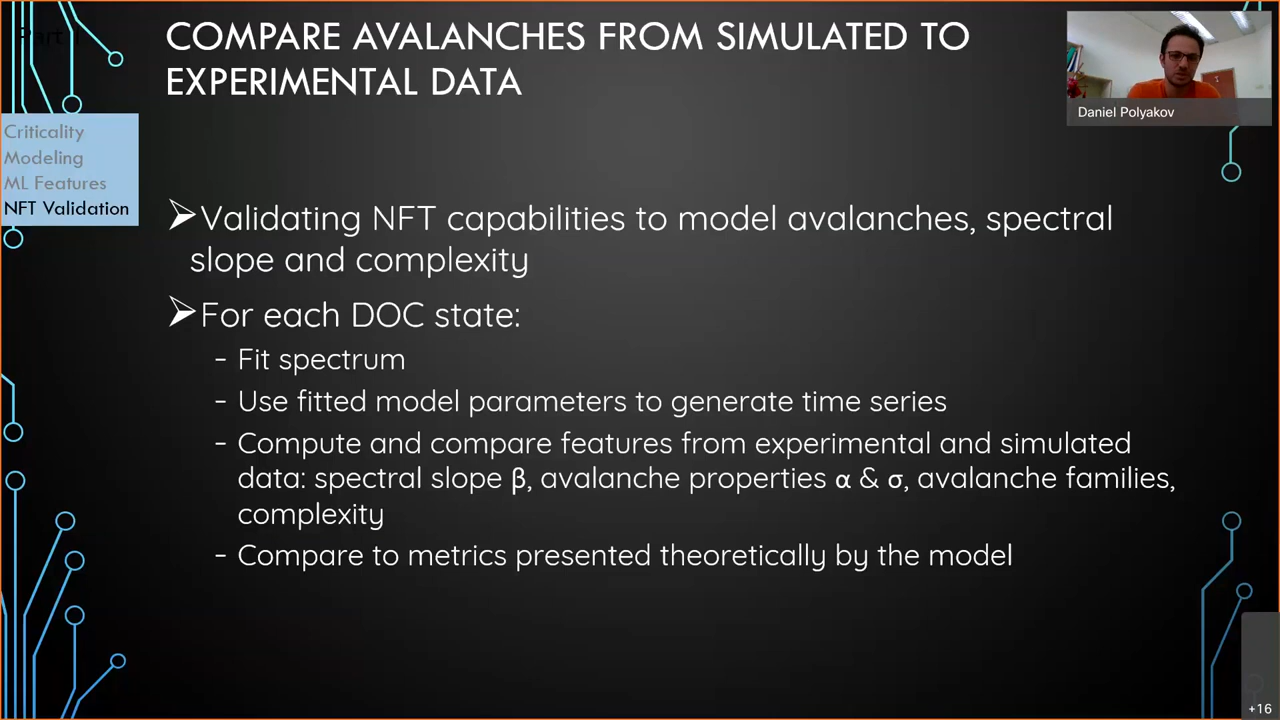 Part I
COMPARE AVALANCHES FROM SIMULATED TO
EXPERIMENTAL DATA
Daniel Polyakov
Criticality
Modeling
ML Features
NFT Validation
➢Validating NFT capabilities to model avalanches, spectral
slope and complexity
➢For each DOC state:
- Fit spectrum
- Use fitted model parameters to generate time series
- Compute and compare features from experimental and simulated
data: spectral slope β, avalanche properties α & σ, avalanche families,
complexity
- Compare to metrics presented theoretically by the model
+16